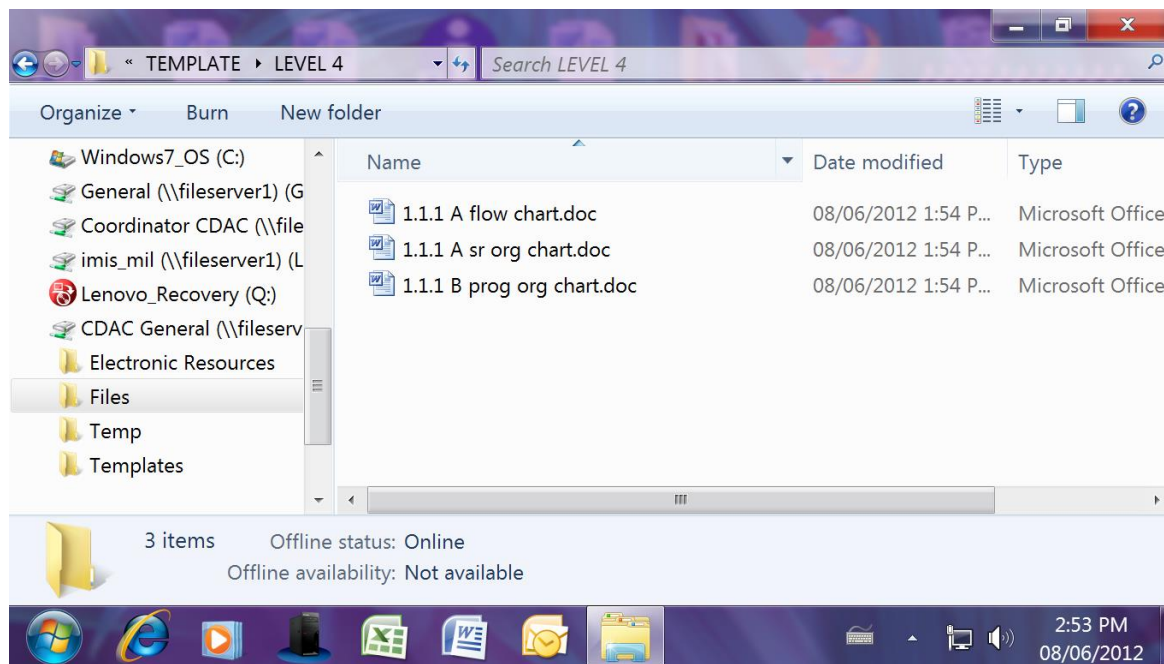 « TEMPLATE ▸ LEVEL 4
Search LEVEL 4
Organize
Burn
New folder
Windows7_OS (C:)
General (\\fileserver1) (G
Coordinator CDAC (\\file
imis_mil (\\fileserver1) (L
Lenovo_Recovery (Q:)
CDAC General (\\fileserv
Electronic Resources
Files
Temp
Templates
Name
Date modified
Type
1.1.1 A flow chart.doc
08/06/2012 1:54 P...
Microsoft Office
1.1.1 A sr org chart.doc
08/06/2012 1:54 P...
Microsoft Office
1.1.1 B prog org chart.doc
08/06/2012 1:54 P...
Microsoft Office
3 items
Offline status: Online
Offline availability: Not available
2:53 PM
08/06/2012